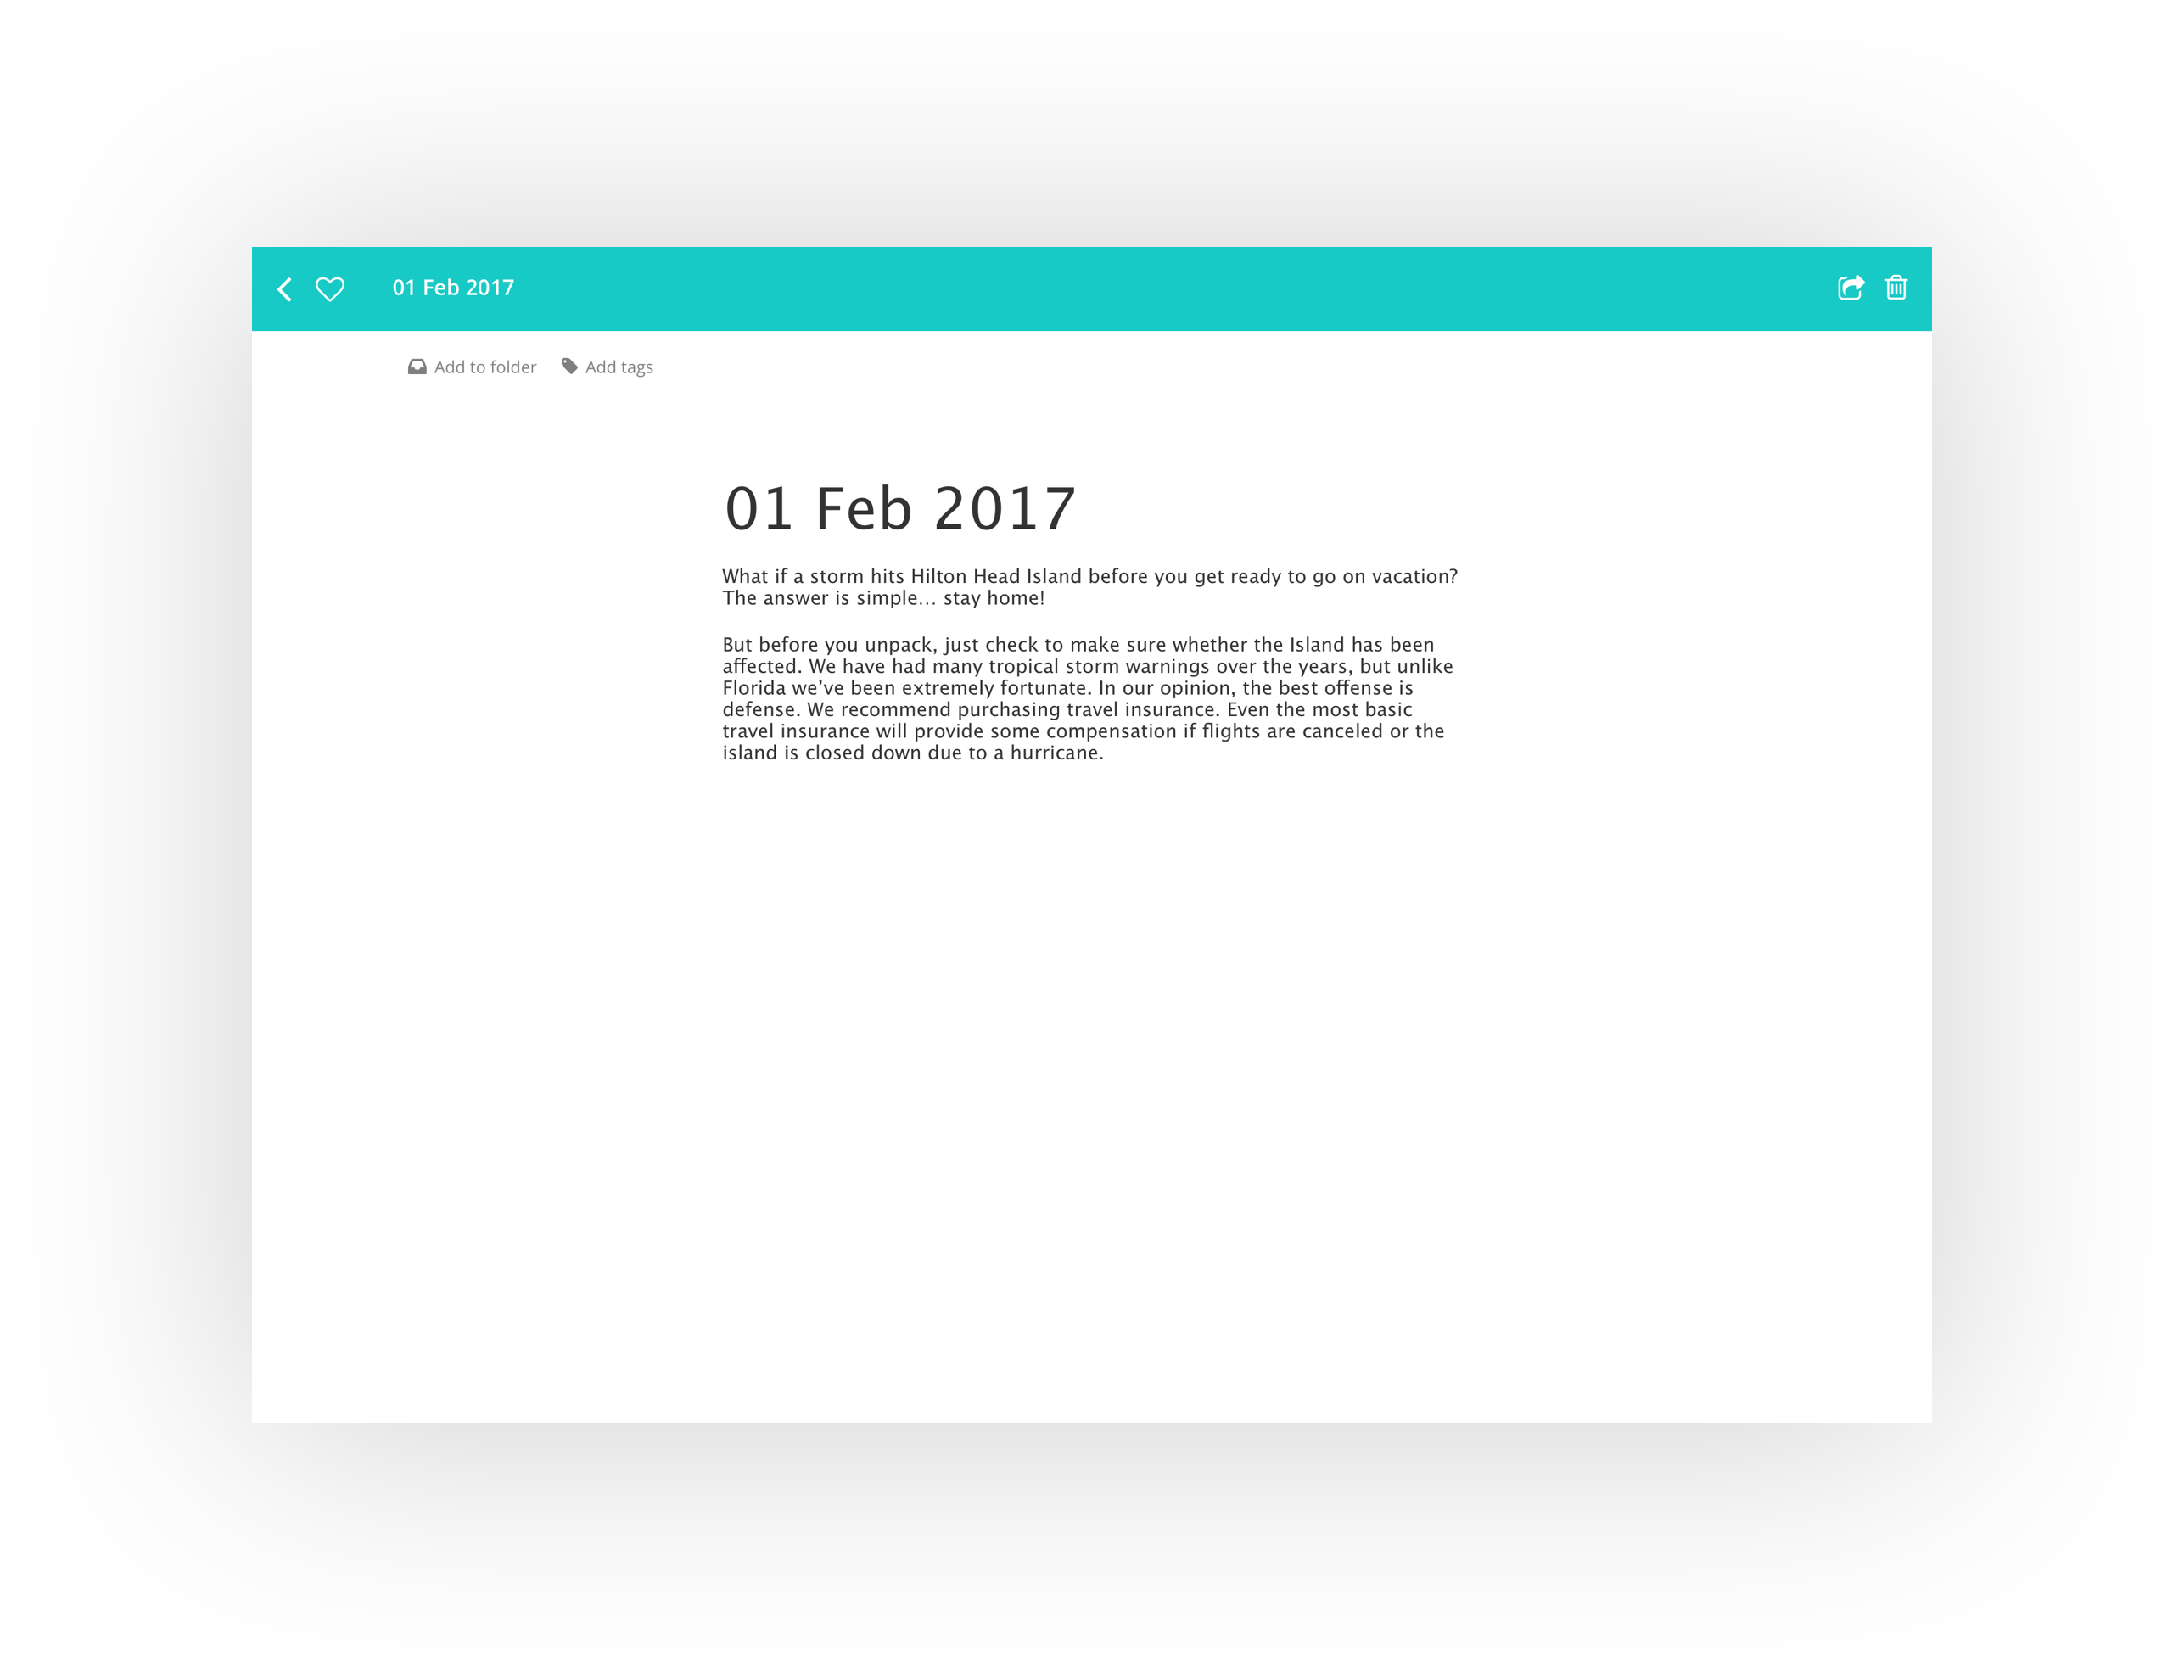 01 Feb 2017
Add to folder Add tags
01 Feb 2017
What if a storm hits Hilton Head Island before you get ready to go on vacation?
The answer is simple… stay home!
But before you unpack, just check to make sure whether the Island has been
affected. We have had many tropical storm warnings over the years, but unlike
Florida we’ve been extremely fortunate. In our opinion, the best offense is
defense. We recommend purchasing travel insurance. Even the most basic
travel insurance will provide some compensation if flights are canceled or the
island is closed down due to a hurricane.